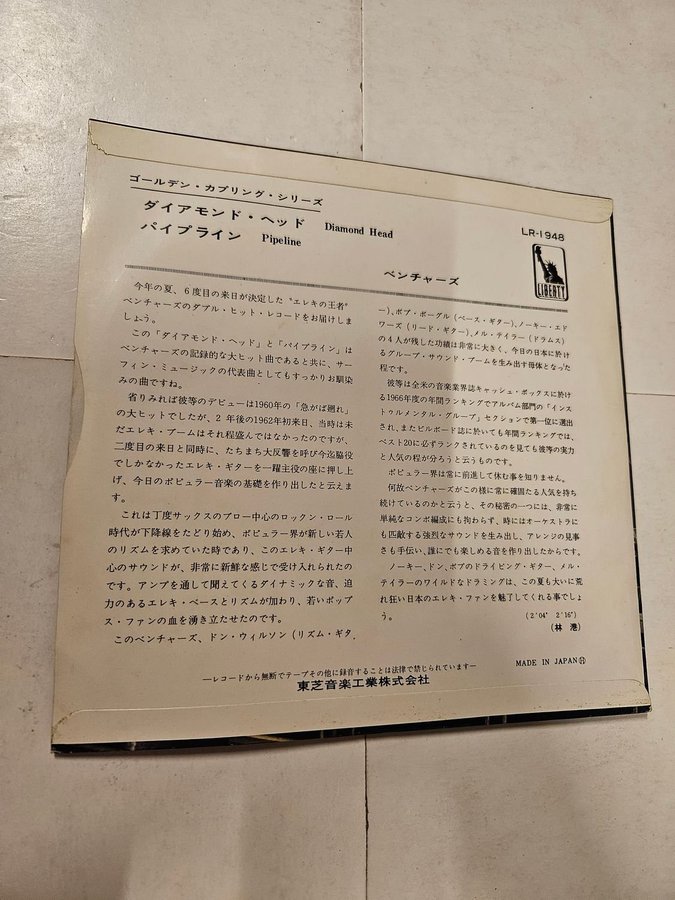 ゴールデン・カプリング・シリーズ
ダイアモンド・ヘッド Diamond Head
パイプライン Pipeline
LR-1948
LIBERTY
ベンチャーズ
今年の夏、6度目の来日が決定した〝エレキの王者〟
ベンチャーズのダブル・ヒット・レコードをお届けしま
しょう。
この「ダイアモンド・ヘッド」と「パイプライン」は
ベンチャーズの記録的な大ヒット曲であると共に、サー
フィン・ミュージックの代表曲としてもすっかりお馴染
みの曲ですね。
省りみれば彼等のデビューは1960年の「急がば廻れ」
の大ヒットでしたが、2年後の1962年初来日、当時は未
だエレキ・ブームはそれ程盛んではなかったのですが、
二度目の来日と同時に、たちまち大反響を呼び今迄脇役
でしかなかったエレキ・ギターを一躍主役の座に押し上
げ、今日のポピュラー音楽の基礎を作り出したと云えま
す。
これは丁度サックスのブロー中心のロックン・ロール
時代が下降線をたどり始め、ポピュラー界が新しい若人
のリズムを求めていた時であり、このエレキ・ギター中
心のサウンドが、非常に新鮮な感じで受け入れられたの
です。アンプを通して聞えてくるダイナミックな音、迫
力のあるエレキ・ベースとリズムが加わり、若いポップ
ス・ファンの血を湧き立たせたのです。
このベンチャーズ、ドン・ウィルソン（リズム・ギタ
ー）、ボブ・ボーグル（ベース・ギター）、ノーキー・エド
ワーズ（リード・ギター）、メル・テイラー（ドラムス）
の4人が残した功績は非常に大きく、今日の日本に於け
るグループ・サウンド・ブームを生み出す母体となった
程です。
彼等は全米の音楽業界誌キャッシュ・ボックスに於け
る1966年度の年間ランキングでアルバム部門の「インス
トゥルメンタル・グループ」セクションで第一位に選出
され、またビルボード誌に於いても年間ランキングでは、
ベスト20に必ずランクされているのを見ても彼等の実力
と人気の程が分ろうと云うものです。
ポピュラー界は常に前進して休む事を知りません。
何故ベンチャーズがこの様に常に確固たる人気を持ち
続けているのかと云うと、その秘密の一つには、非常に
単純なコンボ編成にも拘わらず、時にはオーケストラに
も匹敵する強烈なサウンドを生み出し、アレンジの見事
さも手伝い、誰にでも楽しめる音を作り出したからです。
ノーキー、ドン、ボブのドライビング・ギター、メル・
テイラーのワイルドなドラミングは、この夏も大いに荒
れ狂い日本のエレキ・ファンを魅了してくれる事でしょ
う。 (2′04″ 2′16″)
(林 港)
MADE IN JAPAN Ⓗ
—レコードから無断でテープその他に録音することは法律で禁じられています—
東芝音楽工業株式会社